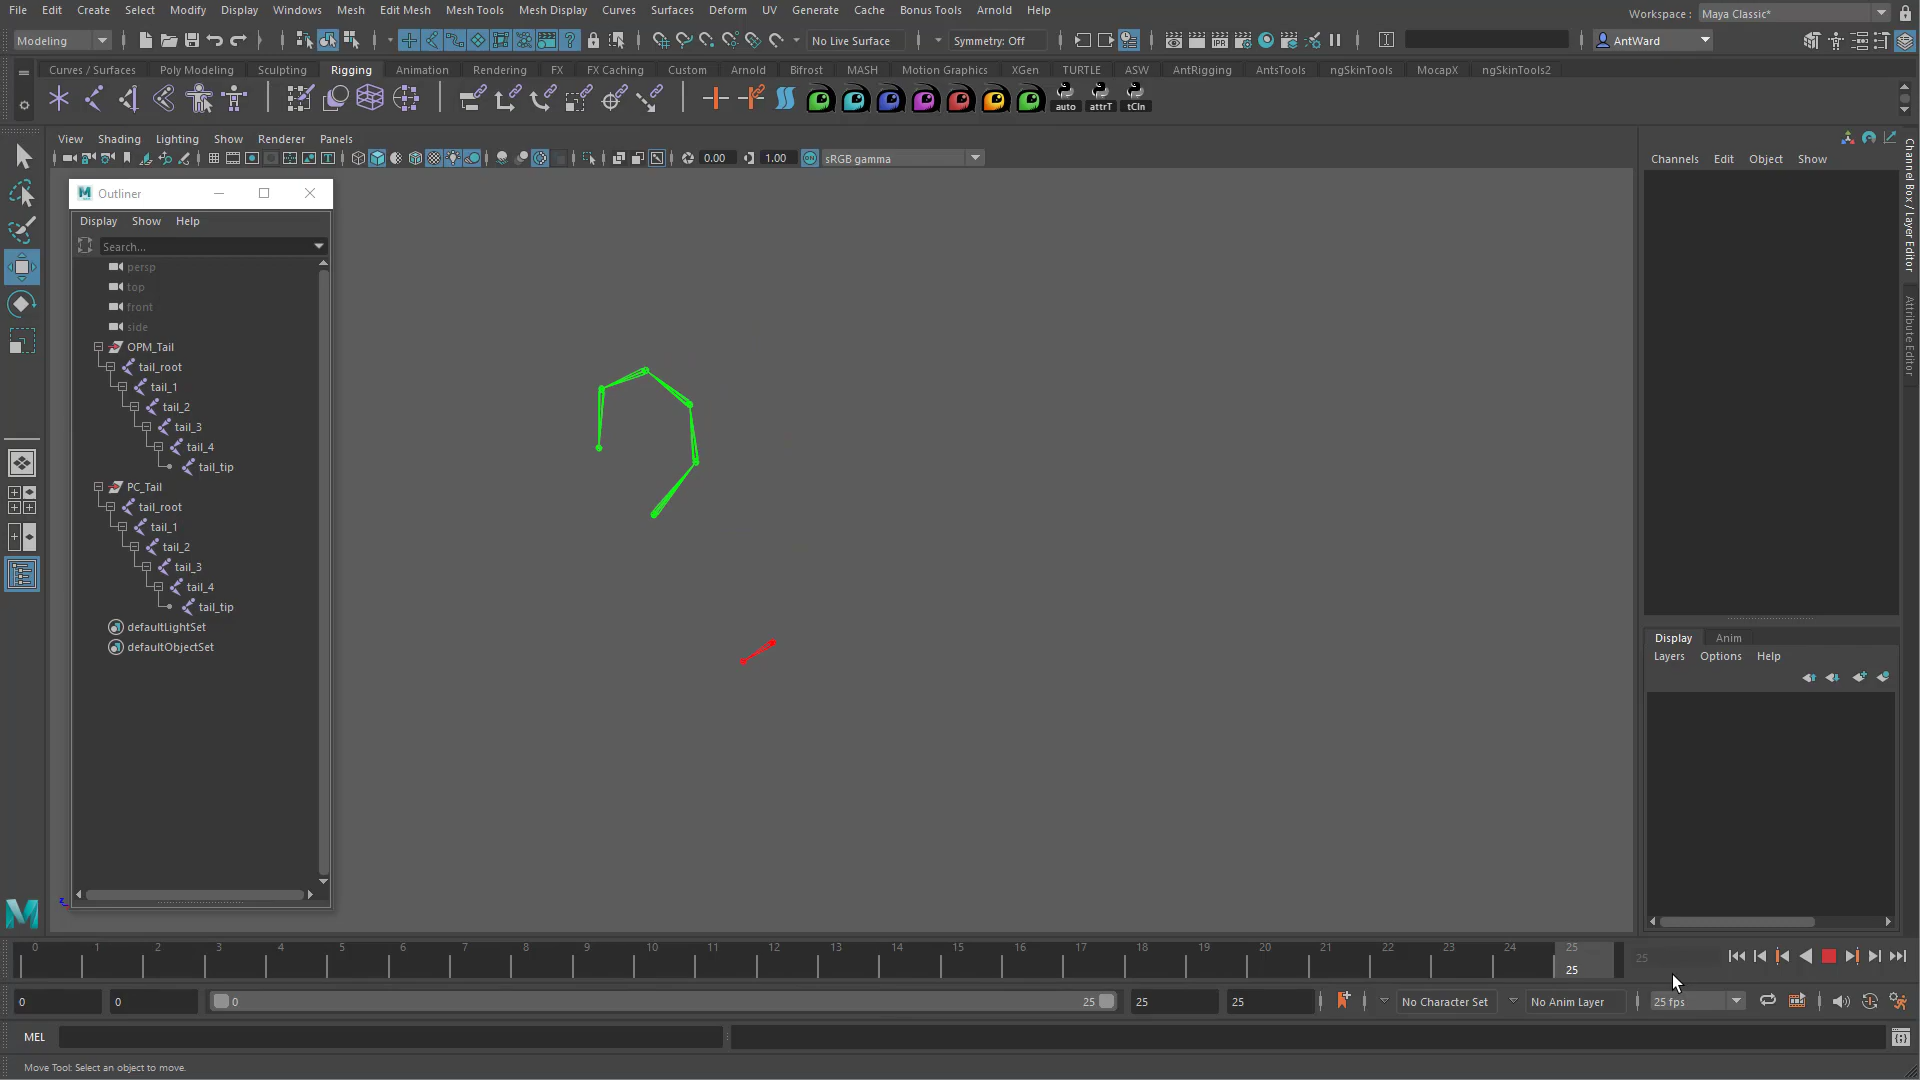 File Edit Create Select Modify Display Windows Mesh Edit Mesh Mesh Tools Mesh Display Curves Surfaces Deform UV Generate Cache Bonus Tools Arnold Help
Workspace : Maya Classic*
Modeling No Live Surface Symmetry: Off AntWard
Curves / Surfaces Poly Modeling Sculpting Rigging Animation Rendering FX FX Caching Custom Arnold Bifrost MASH Motion Graphics XGen TURTLE ASW AntRigging AntsTools ngSkinTools MocapX ngSkinTools2
auto attrT tCln
View Shading Lighting Show Renderer Panels
0.00 1.00 sRGB gamma
Channels Edit Object Show
Channel Box / Layer Editor
Attribute Editor
M Outliner
Display Show Help
Search...
persp
top
front
side
OPM_Tail
tail_root
tail_1
tail_2
tail_3
tail_4
tail_tip
PC_Tail
tail_root
tail_1
tail_2
tail_3
tail_4
tail_tip
defaultLightSet
defaultObjectSet
Display Anim
Layers Options Help
z
0 1 2 3 4 5 6 7 8 9 10 11 12 13 14 15 16 17 18 19 20 21 22 23 24 25
25
25
0 0 0 25 25 25 No Character Set No Anim Layer 25 fps
MEL
Move Tool: Select an object to move.